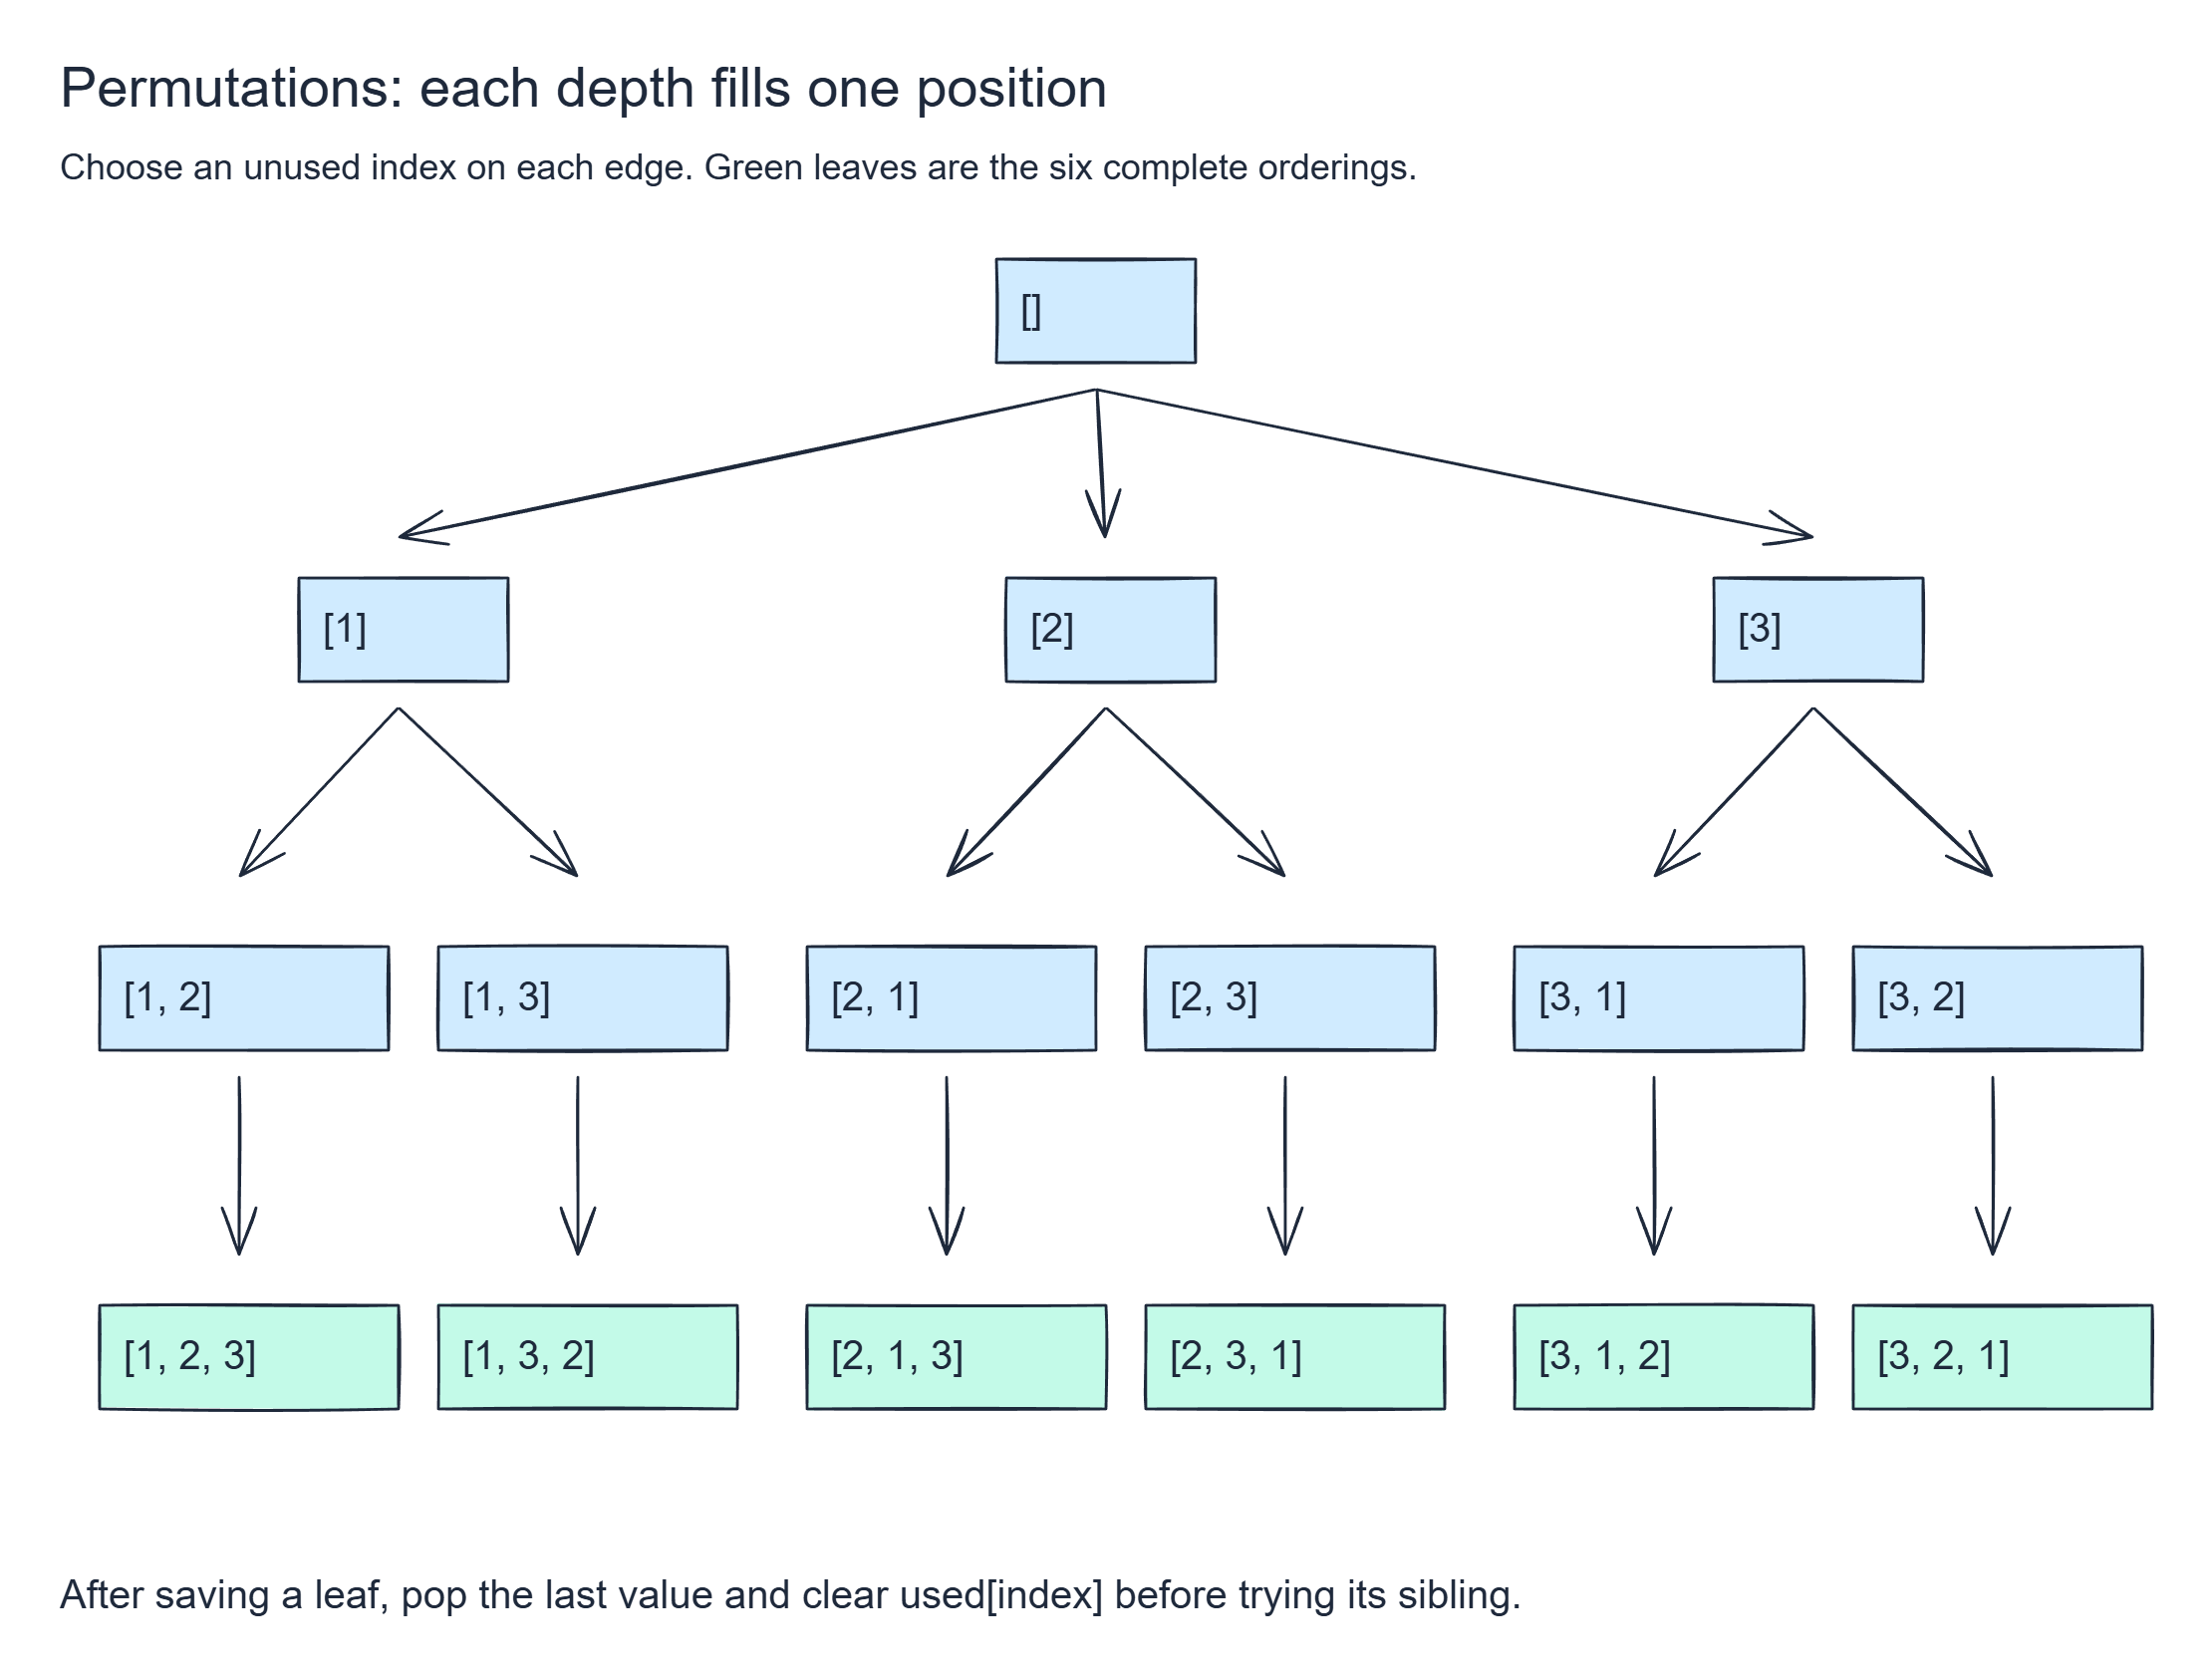 Permutations: each depth fills one position
Choose an unused index on each edge. Green leaves are the six complete orderings.
[]
[1]
[2]
[3]
[1, 2]
[1, 3]
[2, 1]
[2, 3]
[3, 1]
[3, 2]
[1, 2, 3]
[1, 3, 2]
[2, 1, 3]
[2, 3, 1]
[3, 1, 2]
[3, 2, 1]
After saving a leaf, pop the last value and clear used[index] before trying its sibling.